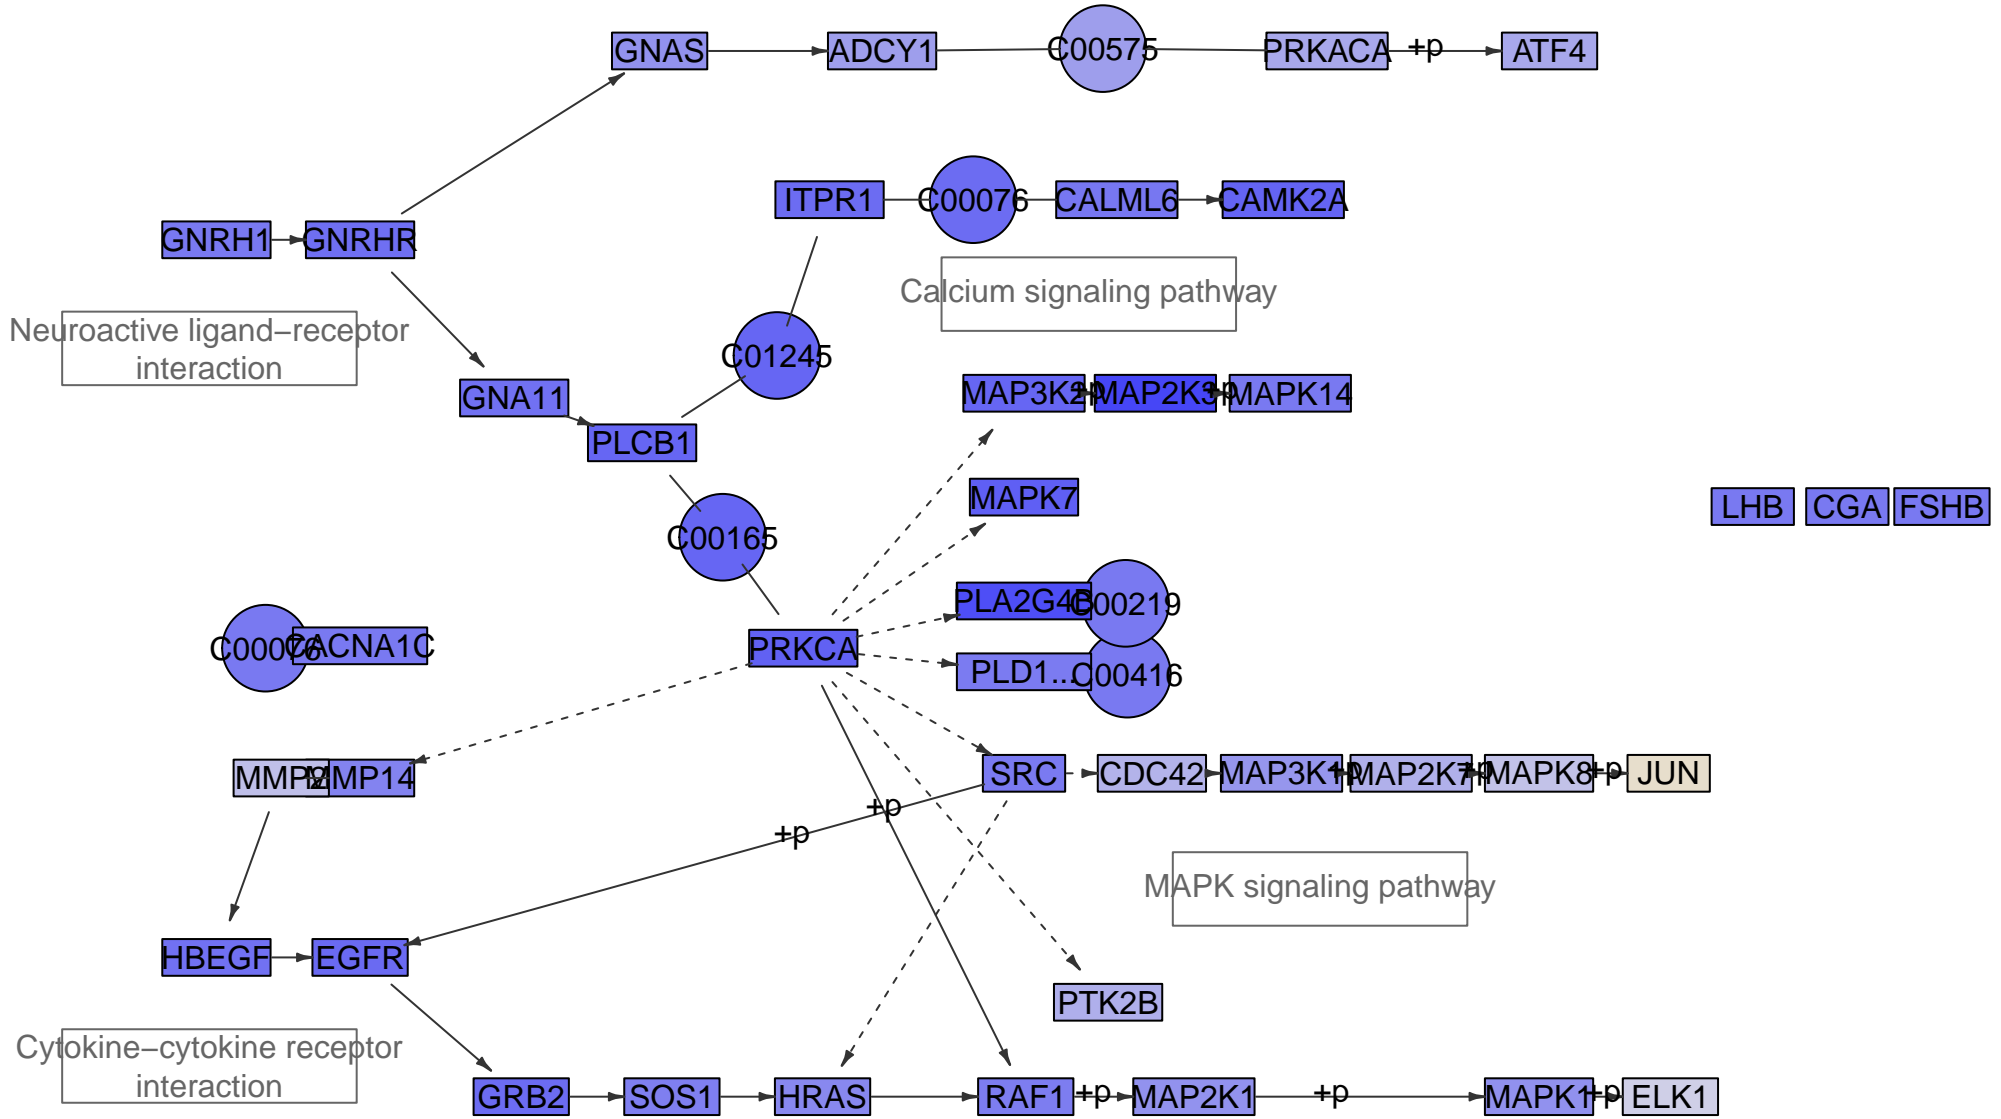 GNAS
ADCY1
C00575
PRKACA
+p
ATF4
ITPR1
C00076
CALML6
CAMK2A
GNRH1
GNRHR
Calcium signaling pathway
Neuroactive ligand–receptor
interaction
C01245
GNA11
MAP3K2
+p
MAP2K3
+p
MAPK14
PLCB1
MAPK7
LHB
CGA
FSHB
C00165
PLA2G4B
C00219
C00076
CACNA1C
PRKCA
PLD1...
C00416
MMP2
MMP14
SRC
CDC42
MAP3K1
+p
MAP2K7
+p
MAPK8
+p
JUN
+p
+p
MAPK signaling pathway
HBEGF
EGFR
PTK2B
Cytokine–cytokine receptor
interaction
GRB2
SOS1
HRAS
RAF1
+p
MAP2K1
+p
MAPK1
+p
ELK1